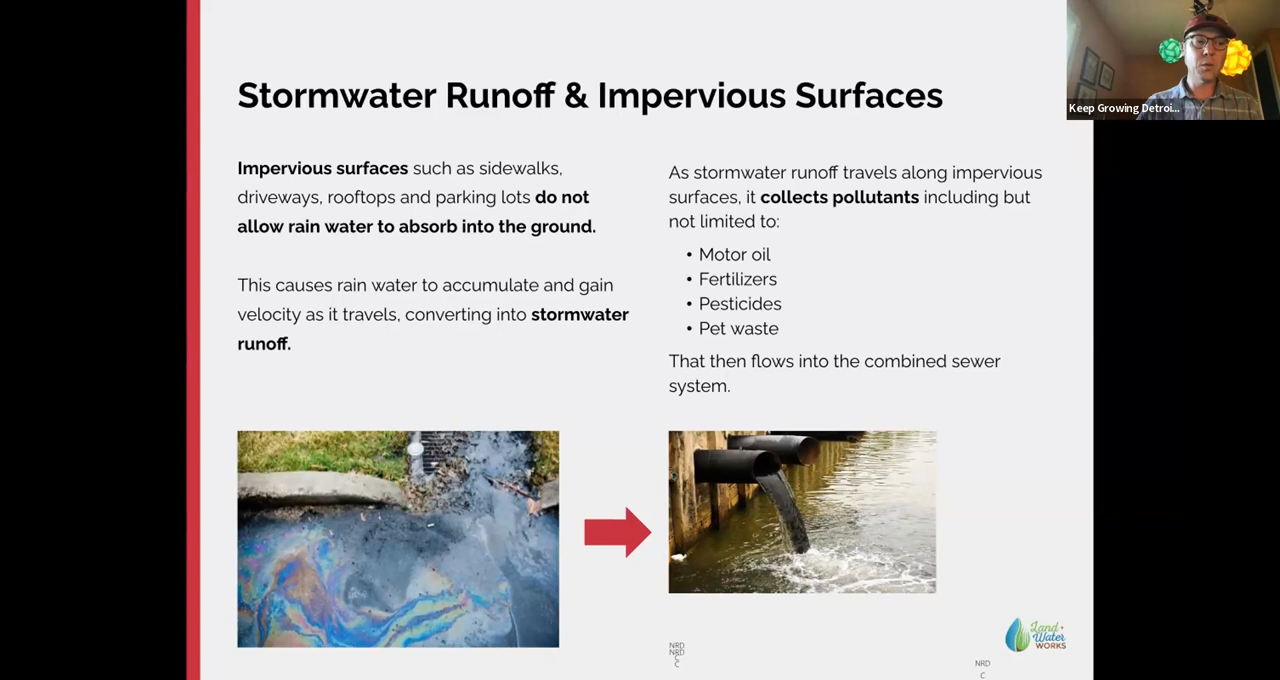 Stormwater Runoff & Impervious Surfaces
Impervious surfaces such as sidewalks,
driveways, rooftops and parking lots do not
allow rain water to absorb into the ground.
This causes rain water to accumulate and gain
velocity as it travels, converting into stormwater
runoff.
As stormwater runoff travels along impervious
surfaces, it collects pollutants including but
not limited to:
• Motor oil
• Fertilizers
• Pesticides
• Pet waste
That then flows into the combined sewer
system.
Keep Growing Detroi...
NRD
NRD
C
C
NRD
C
Land +
Water
WORKS